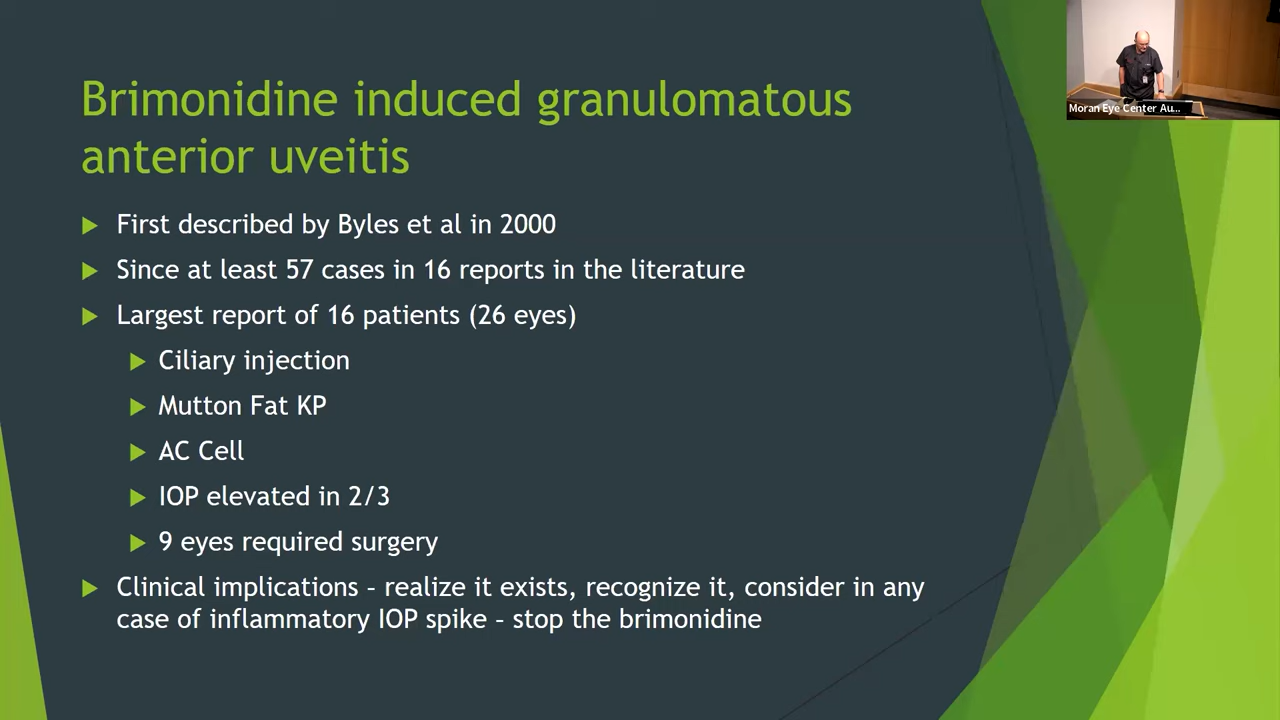 Brimonidine induced granulomatous
anterior uveitis
First described by Byles et al in 2000
Since at least 57 cases in 16 reports in the literature
Largest report of 16 patients (26 eyes)
Ciliary injection
Mutton Fat KP
AC Cell
IOP elevated in 2/3
9 eyes required surgery
Clinical implications – realize it exists, recognize it, consider in any
case of inflammatory IOP spike – stop the brimonidine
Moran Eye Center Au...